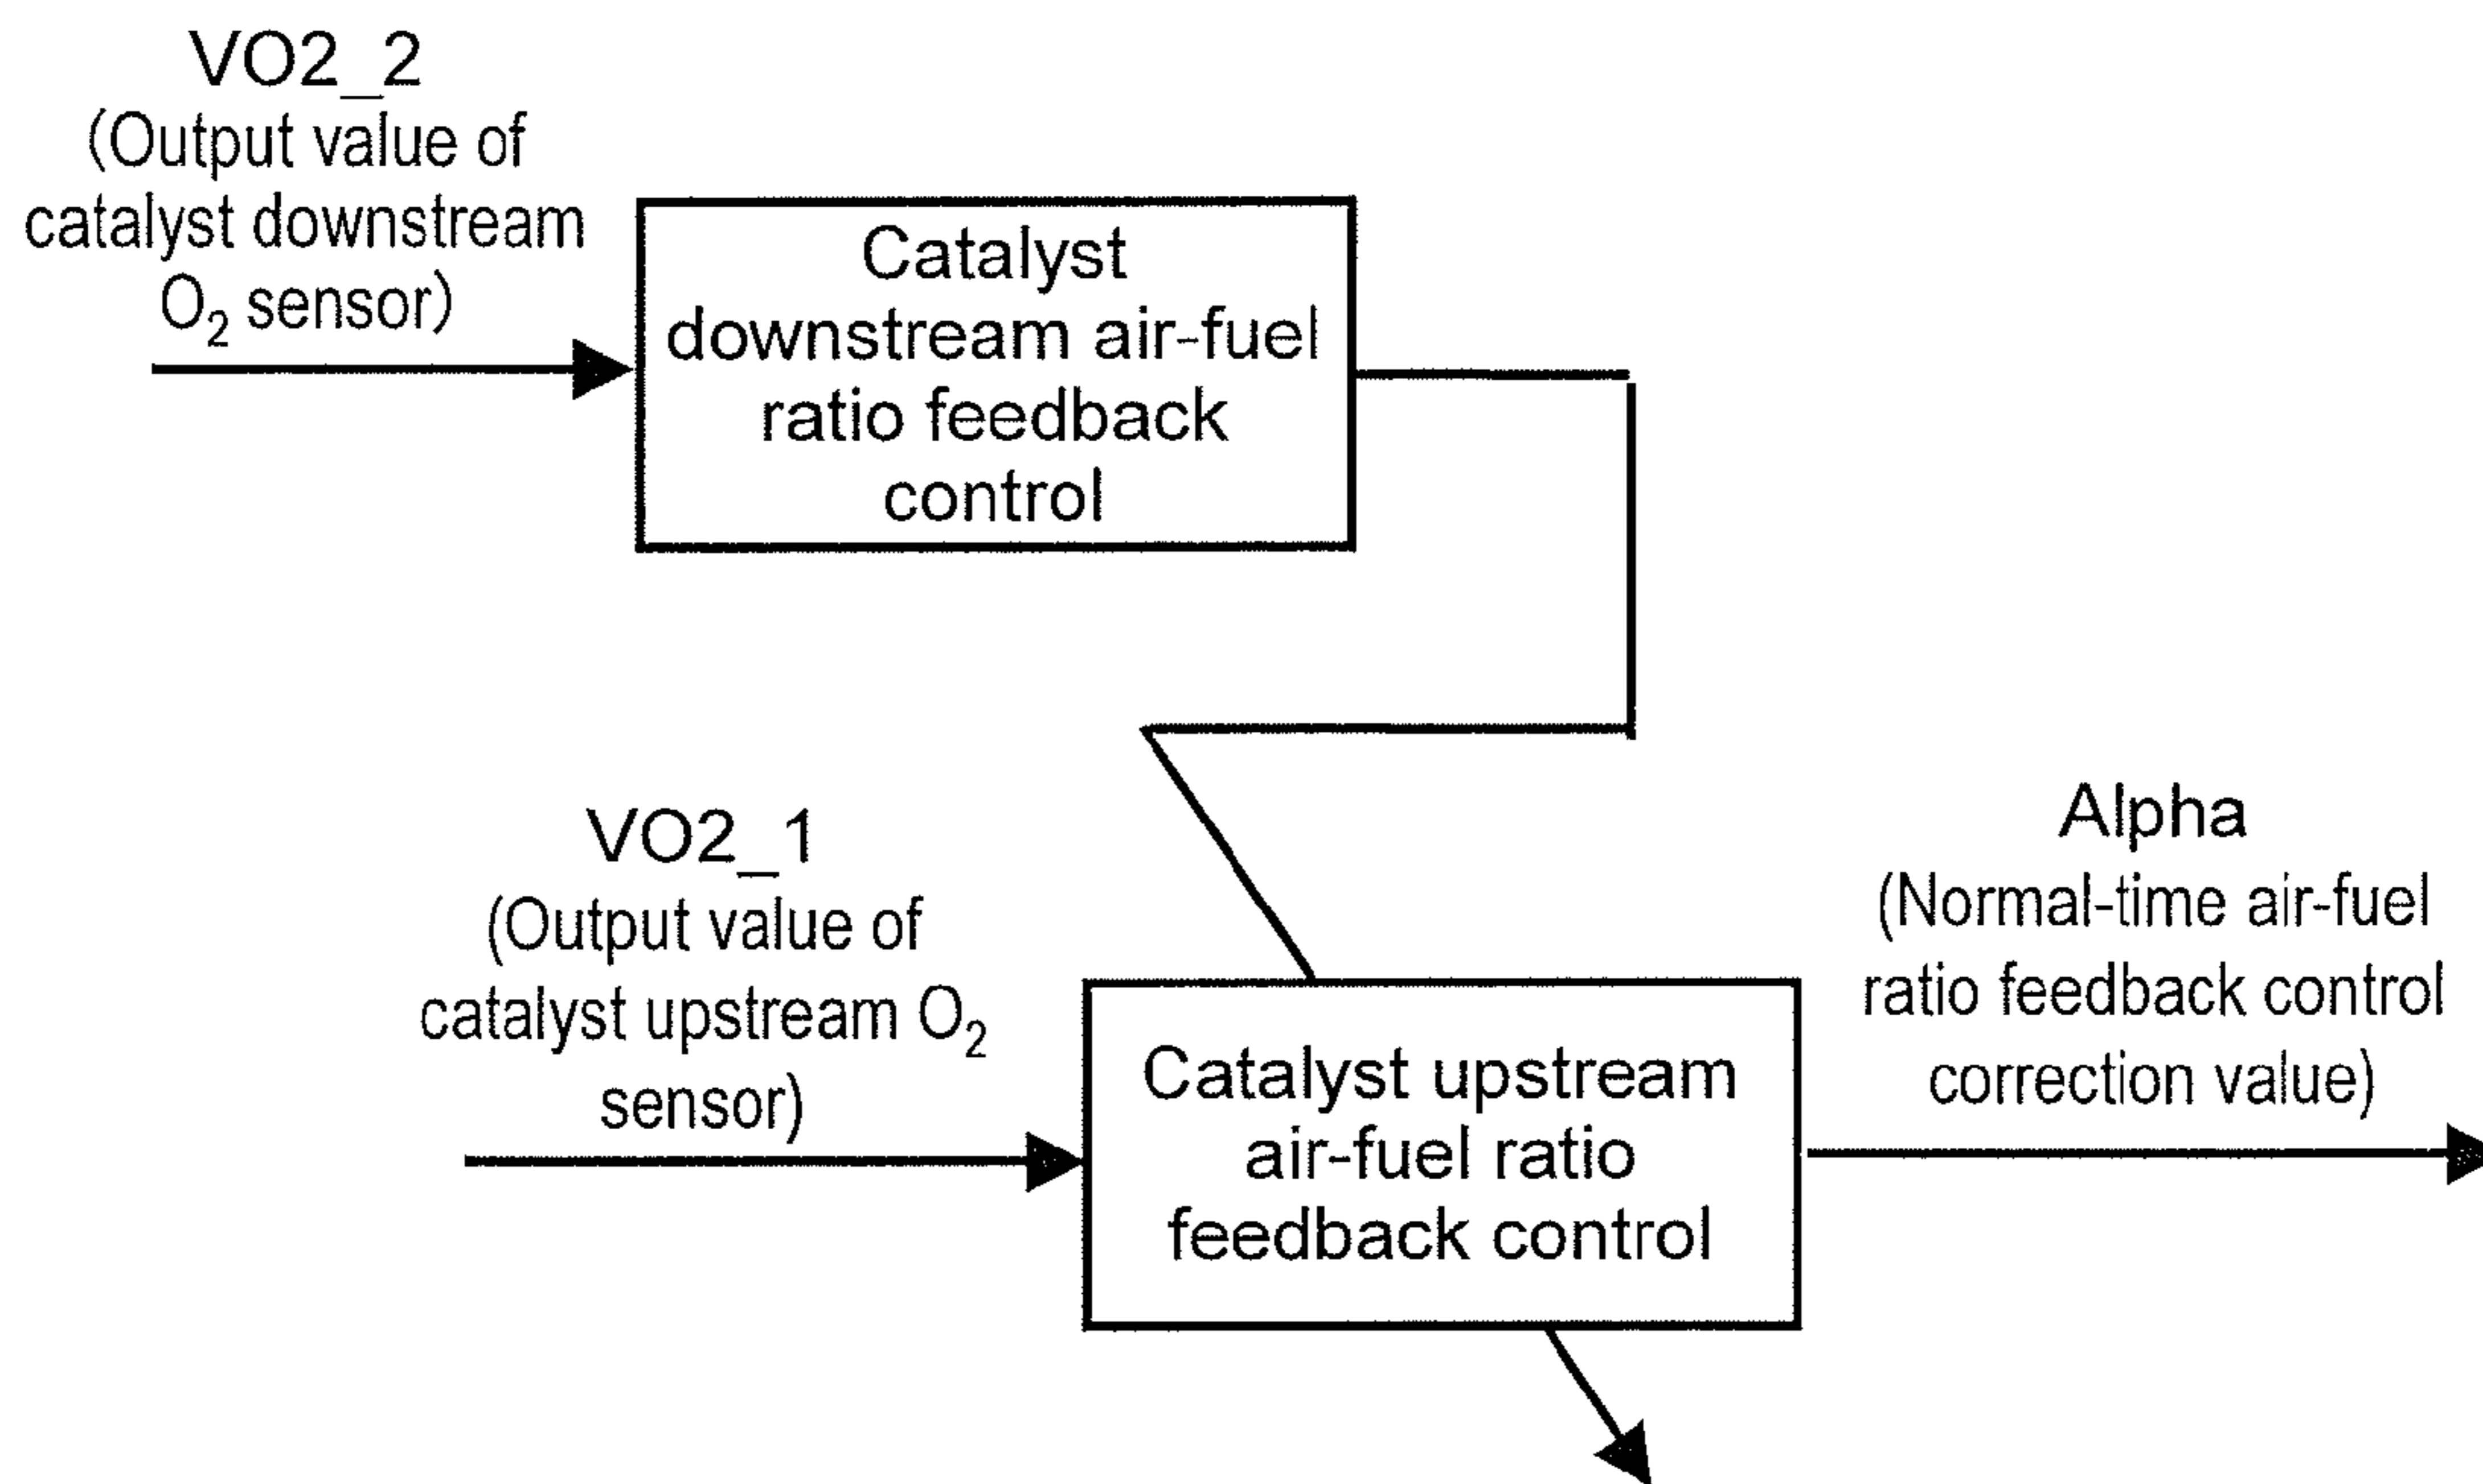 VO2_2
(Output value of
catalyst downstream
O₂ sensor)
Catalyst
downstream air-fuel
ratio feedback
control
VO2_1
(Output value of
catalyst upstream O₂
sensor)
Catalyst upstream
air-fuel ratio
feedback control
Alpha
(Normal-time air-fuel
ratio feedback control
correction value)